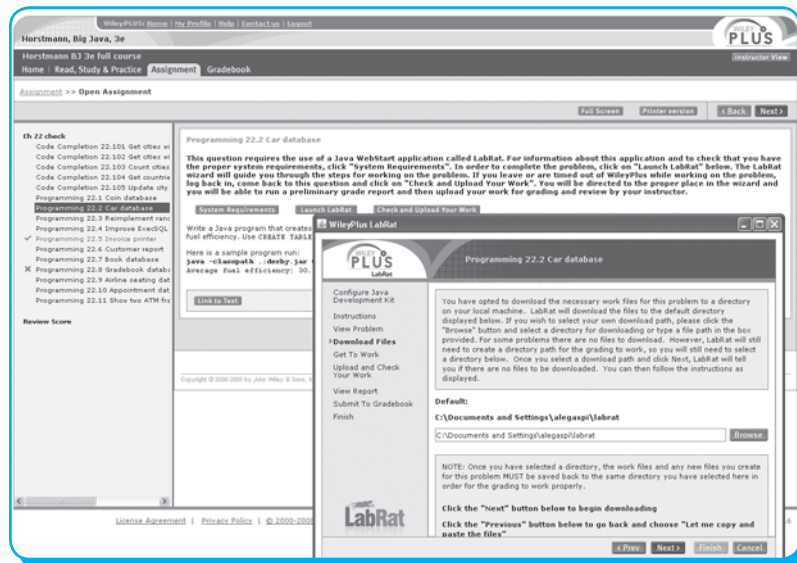 WileyPLUS: Home | My Profile | Help | Contact us | Logout
Horstmann, Big Java, 3e
WILEY PLUS
Horstmann BJ 3e full course
Instructor View
Home | Read, Study & Practice | Assignment | Gradebook
Assignment >> Open Assignment
Full Screen Printer version < Back Next >
Ch 22 check
Code Completion 22.101 Get cities wi
Code Completion 22.102 Get cities wi
Code Completion 22.103 Count cities
Code Completion 22.104 Get countrie
Code Completion 22.105 Update city
Programming 22.1 Coin database
Programming 22.2 Car database
Programming 22.3 Reimplement ranc
Programming 22.4 Improve ExecSQL
Programming 22.5 Invoice printer
Programming 22.6 Customer report
Programming 22.7 Book database
Programming 22.8 Gradebook databa
Programming 22.9 Airline seating dat
Programming 22.10 Appointment dat
Programming 22.11 Show two ATM fra
Review Score
Programming 22.2 Car database
This question requires the use of a Java WebStart application called LabRat. For information about this application and to check that you have
the proper system requirements, click "System Requirements". In order to complete the problem, click on "Launch LabRat" below. The LabRat
wizard will guide you through the steps for working on the problem. If you leave or are timed out of WileyPlus while working on the problem,
log back in, come back to this question and click on "Check and Upload Your Work". You will be directed to the proper place in the wizard and
you will be able to run a preliminary grade report and then upload your work for grading and review by your instructor.
System Requirements Launch LabRat Check and Upload Your Work
Write a Java program that creates
fuel efficiency. Use CREATE TABLE
Here is a sample program run:
java -classpath .:derby.jar
Average fuel efficiency: 30.
Link to Text
Copyright © 2000-2008 by John Wiley & Sons,
License Agreement | Privacy Policy | © 2000-200
.6
WileyPlus LabRat
WILEY PLUS
LabRat
Programming 22.2 Car database
Configure Java
Development Kit
Instructions
View Problem
Download Files
Get To Work
Upload and Check
Your Work
View Report
Submit To Gradebook
Finish
LabRat
You have opted to download the necessary work files for this problem to a directory
on your local machine. LabRat will download the files to the default directory
displayed below. If you wish to select your own download path, please click the
"Browse" button and select a directory for downloading or type a file path in the box
provided. For some problems there are no files to download. However, LabRat will still
need to create a directory path for the grading to work, so you will still need to select
a directory below. Once you select a download path and click Next, LabRat will tell
you if there are no files to be downloaded. You can then follow the instructions as
displayed.
Default:
C:\Documents and Settings\alegaspi\labrat
C:\Documents and Settings\alegaspi\labrat Browse
NOTE: Once you have selected a directory, the work files and any new files you create
for this problem MUST be saved back to the same directory you have selected here in
order for the grading to work properly.
Click the "Next" button below to begin downloading
Click the "Previous" button below to go back and choose "Let me copy and
paste the files"
< Prev Next > Finish Cancel